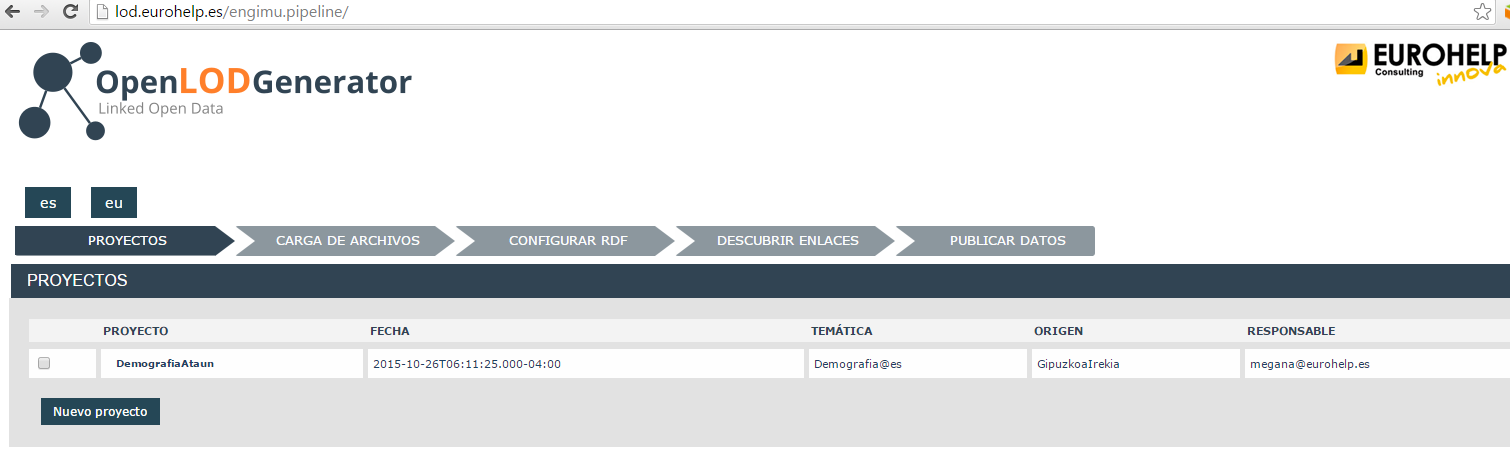 lod.eurohelp.es/engimu.pipeline/
OpenLODGenerator
Linked Open Data
EUROHELP
Consulting
innova
es eu
PROYECTOS CARGA DE ARCHIVOS CONFIGURAR RDF DESCUBRIR ENLACES PUBLICAR DATOS
PROYECTOS
PROYECTO FECHA TEMÁTICA ORIGEN RESPONSABLE
DemografiaAtaun 2015-10-26T06:11:25.000-04:00 Demografia@es GipuzkoaIrekia megana@eurohelp.es
Nuevo proyecto